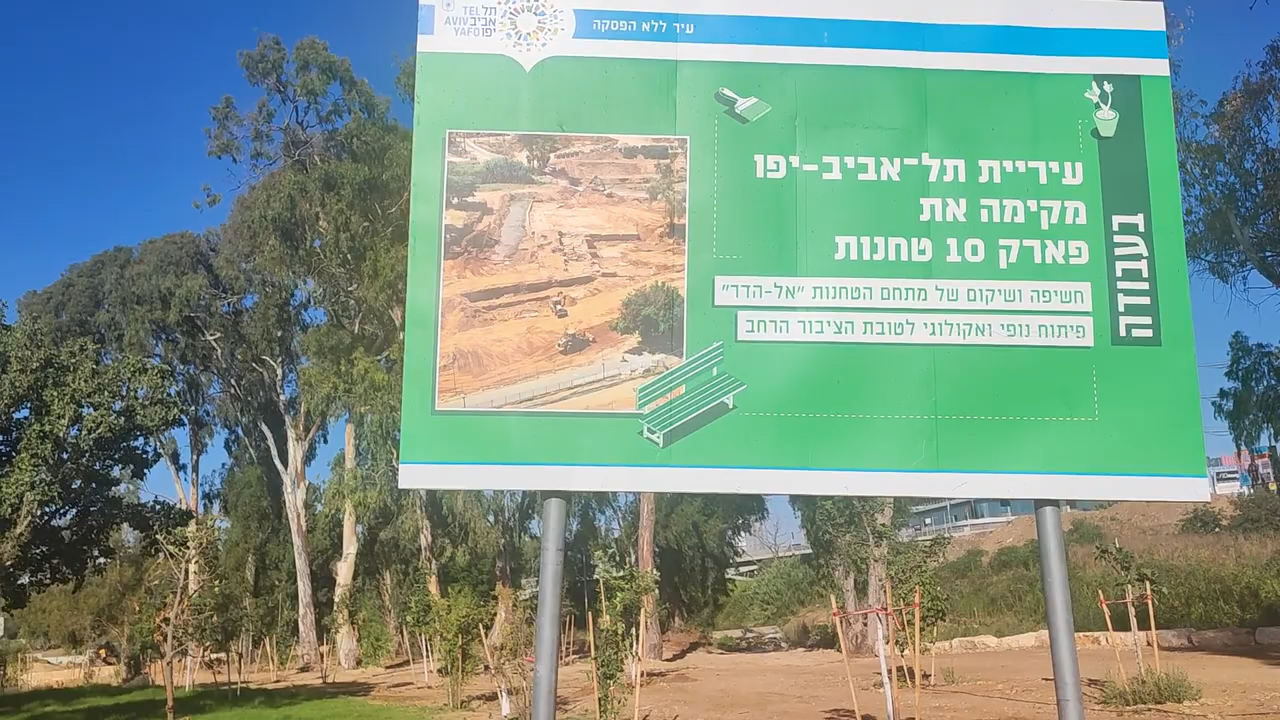 TEL תל
AVIV אביב
YAFO יפו
עיר ללא הפסקה
בעבודה
עיריית תל־אביב-יפו
מקימה את
פארק 10 טחנות
חשיפה ושיקום של מתחם הטחנות "אל-הדר"
פיתוח נופי ואקולוגי לטובת הציבור הרחב